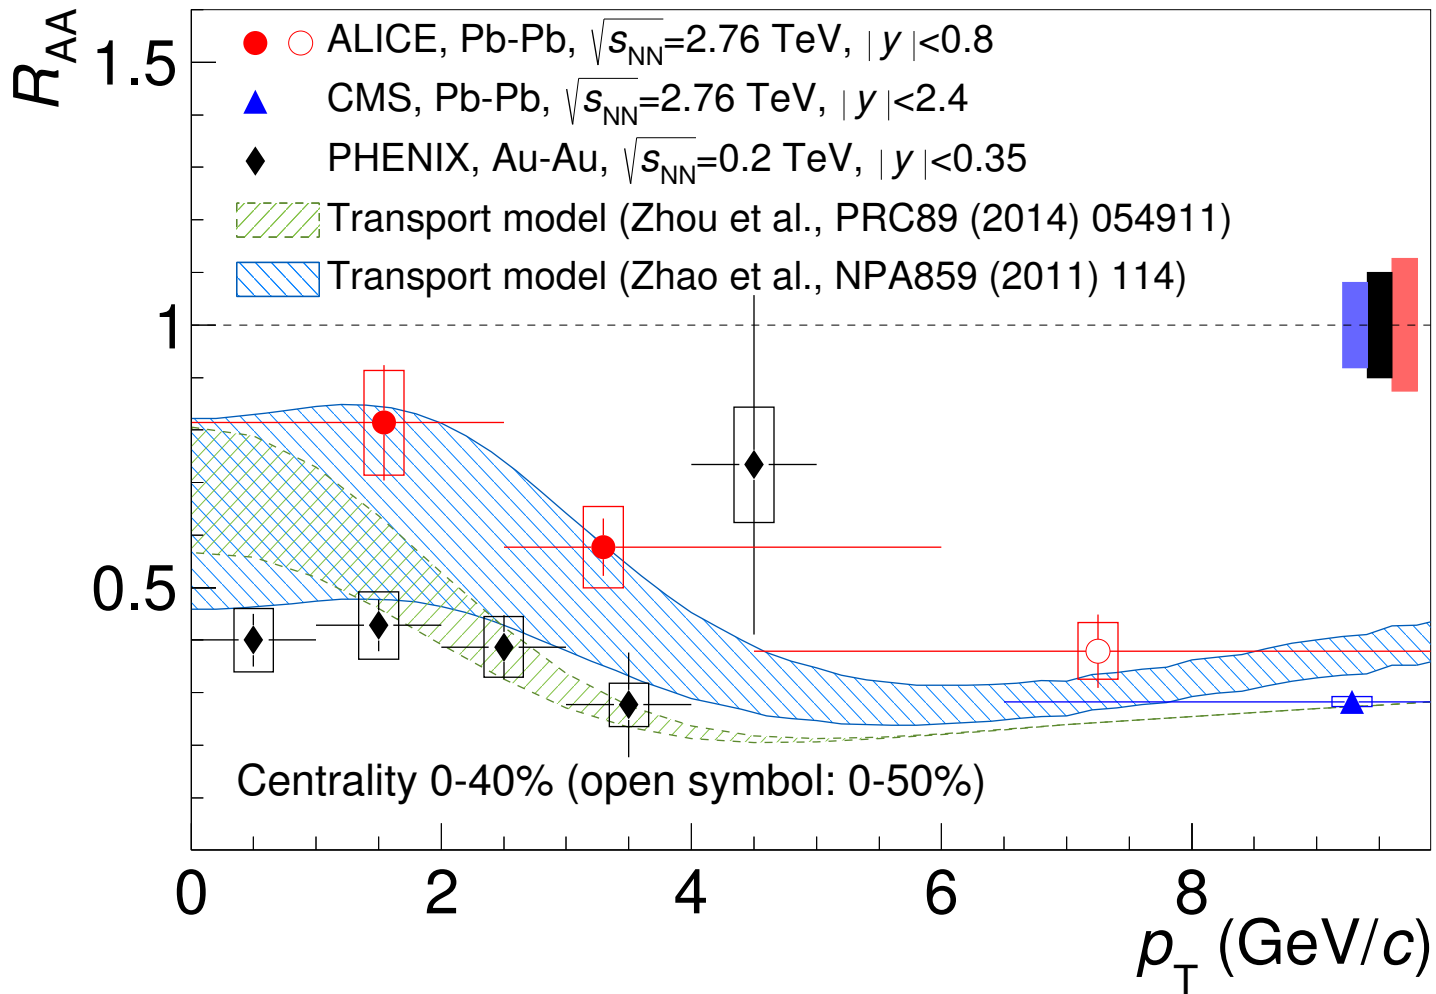 R_AA
ALICE, Pb-Pb, √s_NN=2.76 TeV, |y|<0.8
CMS, Pb-Pb, √s_NN=2.76 TeV, |y|<2.4
PHENIX, Au-Au, √s_NN=0.2 TeV, |y|<0.35
Transport model (Zhou et al., PRC89 (2014) 054911)
Transport model (Zhao et al., NPA859 (2011) 114)
1.5
1
0.5
Centrality 0-40% (open symbol: 0-50%)
0 2 4 6 8
p_T (GeV/c)